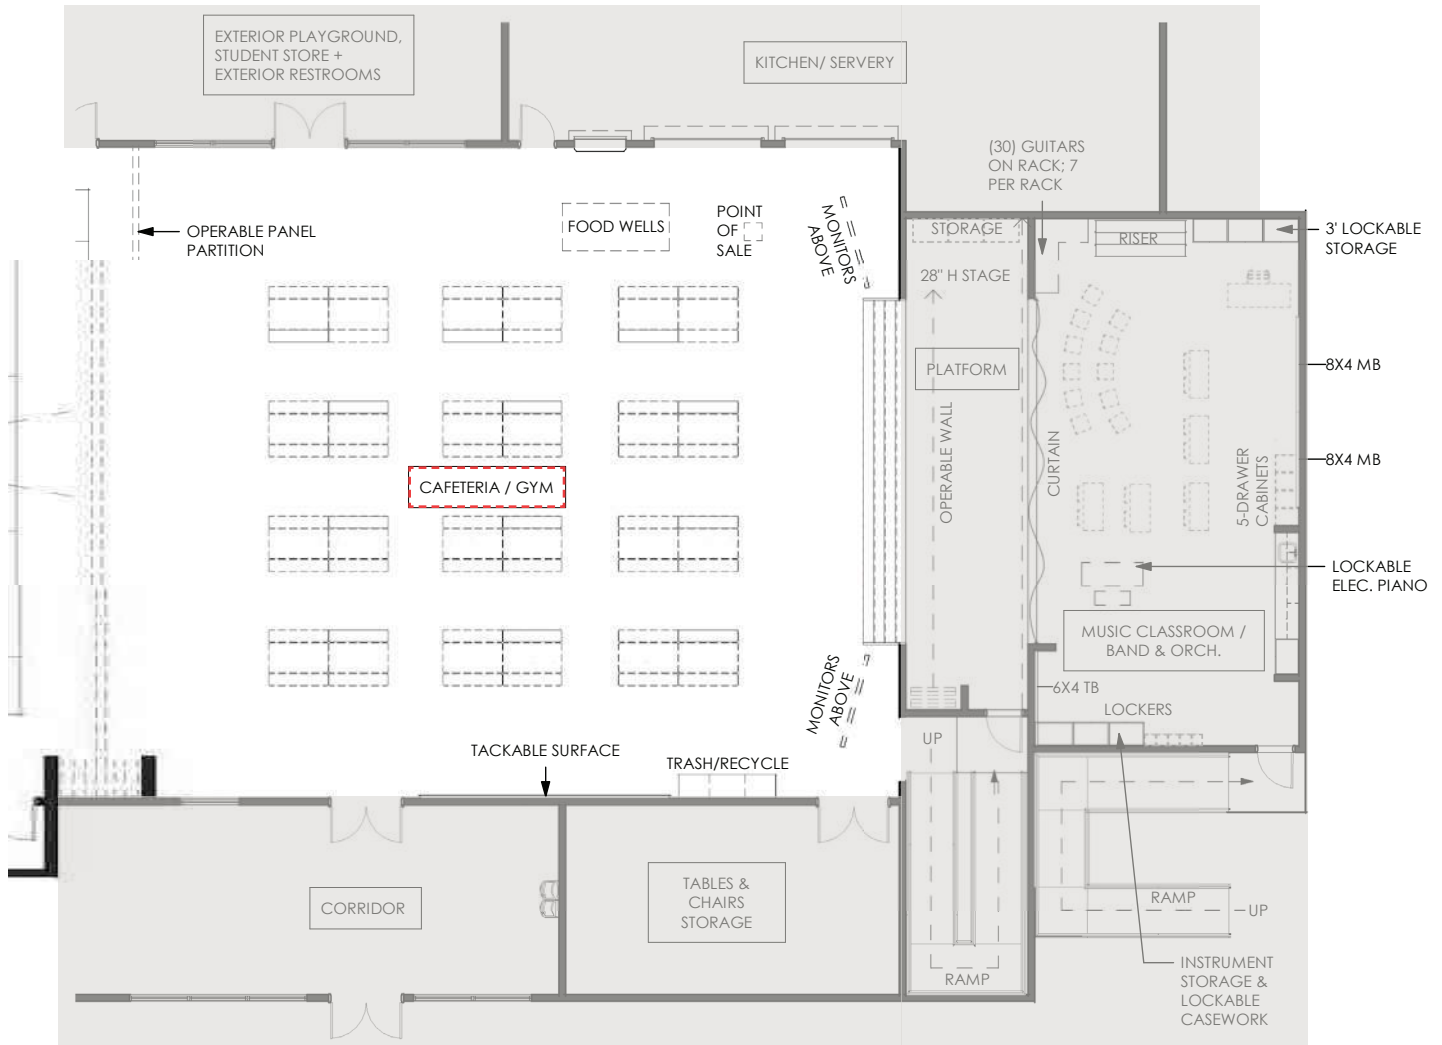 EXTERIOR PLAYGROUND,
STUDENT STORE +
EXTERIOR RESTROOMS
KITCHEN/ SERVERY
(30) GUITARS
ON RACK; 7
PER RACK
OPERABLE PANEL
PARTITION
FOOD WELLS
POINT
OF
SALE
MONITORS
ABOVE
STORAGE
RISER
3' LOCKABLE
STORAGE
28" H STAGE
PLATFORM
8X4 MB
OPERABLE WALL
CURTAIN
5-DRAWER
CABINETS
8X4 MB
CAFETERIA / GYM
LOCKABLE
ELEC. PIANO
MUSIC CLASSROOM /
BAND & ORCH.
MONITORS
ABOVE
6X4 TB
LOCKERS
TACKABLE SURFACE
TRASH/RECYCLE
UP
CORRIDOR
TABLES &
CHAIRS
STORAGE
RAMP
UP
RAMP
INSTRUMENT
STORAGE &
LOCKABLE
CASEWORK